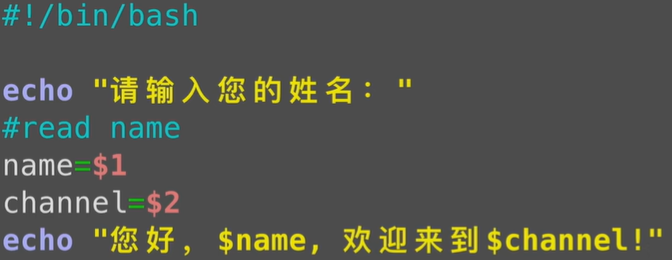 #!/bin/bash
echo "请输入您的姓名："
#read name
name=$1
channel=$2
echo "您好，$name，欢迎来到$channel!"